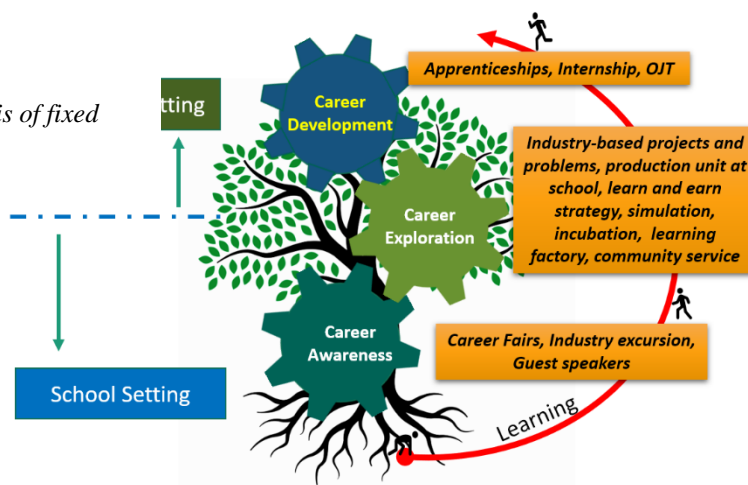 is of fixed
tting
School Setting
Career
Development
Career
Exploration
Career
Awareness
Apprenticeships, Internship, OJT
Industry-based projects and
problems, production unit at
school, learn and earn
strategy, simulation,
incubation, learning
factory, community service
Career Fairs, Industry excursion,
Guest speakers
Learning